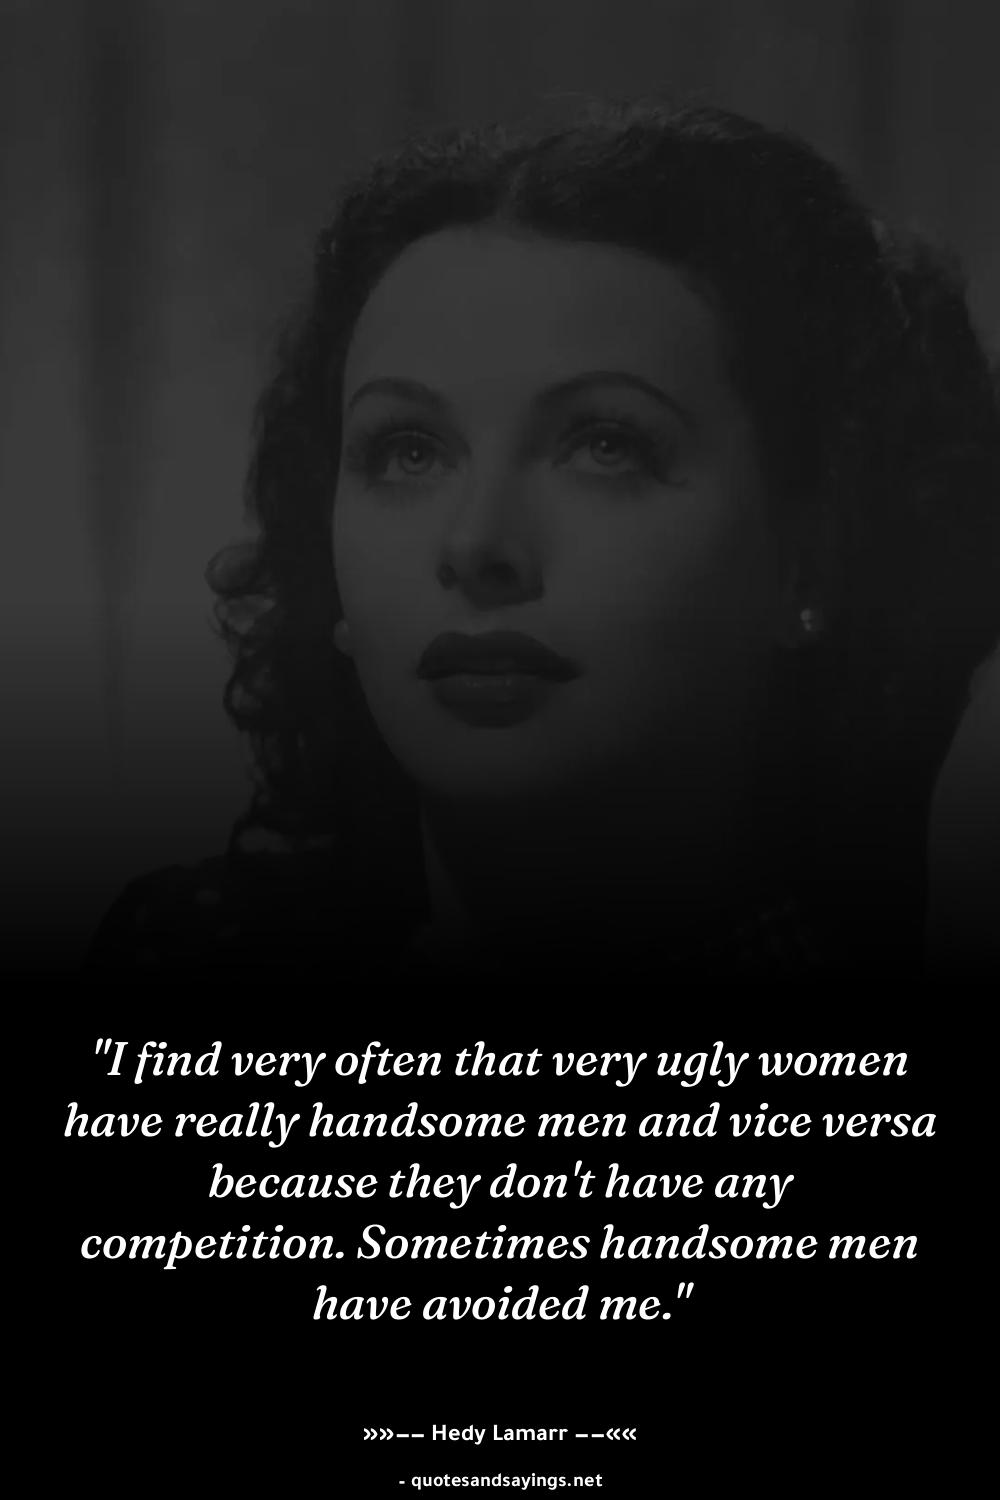 "I find very often that very ugly women
have really handsome men and vice versa
because they don't have any
competition. Sometimes handsome men
have avoided me."
»»−− Hedy Lamarr −−««
- quotesandsayings.net